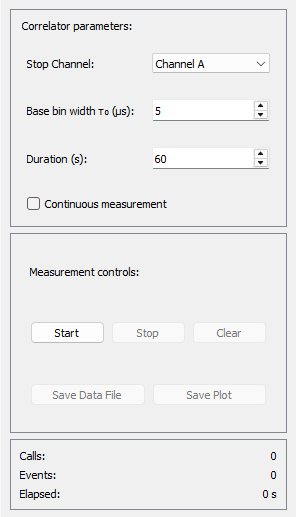 Correlator parameters:
Stop Channel: Channel A
Base bin width τ₀ (µs): 5
Duration (s): 60
Continuous measurement
Measurement controls:
Start Stop Clear
Save Data File Save Plot
Calls: 0
Events: 0
Elapsed: 0 s